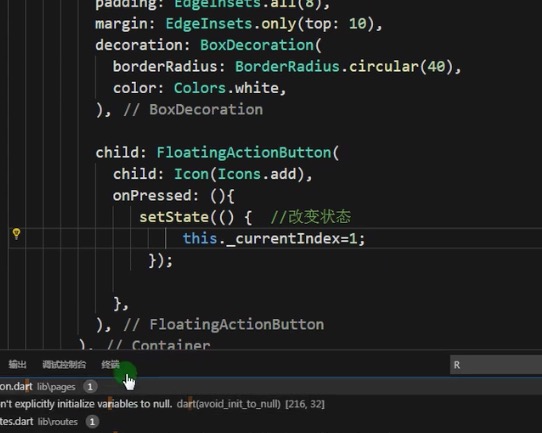 padding: EdgeInsets.all(8),
margin: EdgeInsets.only(top: 10),
decoration: BoxDecoration(
borderRadius: BorderRadius.circular(40),
color: Colors.white,
), // BoxDecoration
child: FloatingActionButton(
child: Icon(Icons.add),
onPressed: (){
setState(() {  //改变状态
this._currentIndex=1;
});
},
), // FloatingActionButton
), // Container
输出 调试控制台 终端
R
on.dart lib\pages 1
n't explicitly initialize variables to null. dart(avoid_init_to_null) [216, 32]
tes.dart lib\routes 1